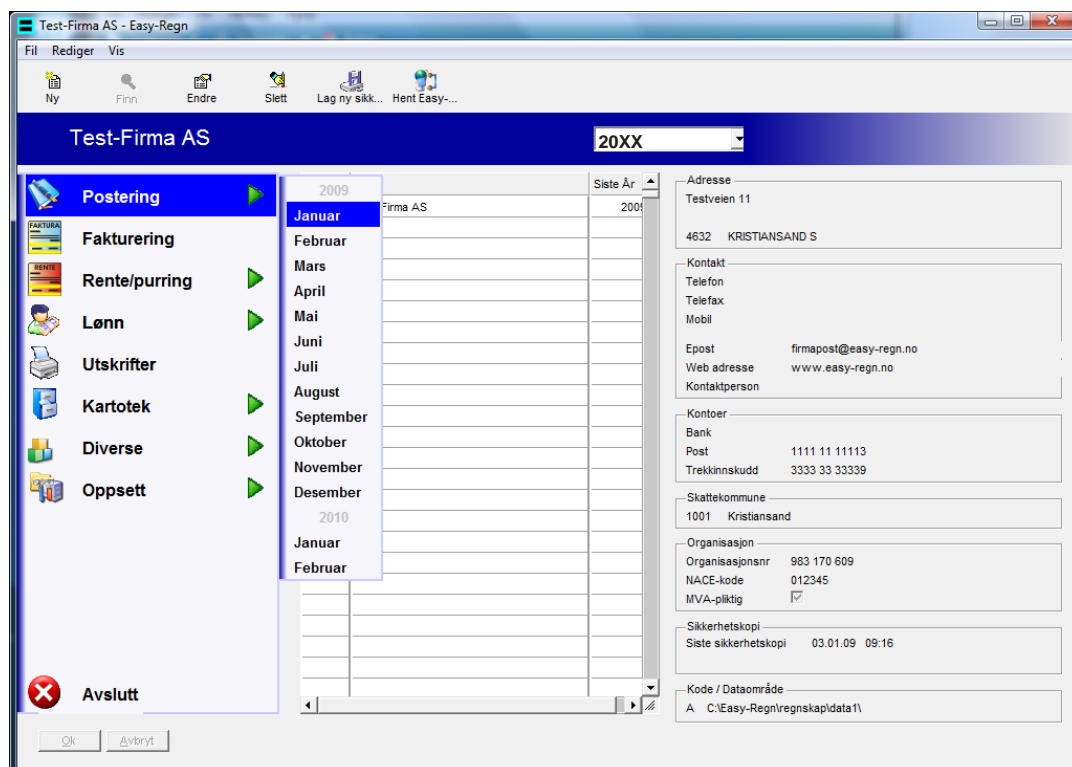 Test-Firma AS - Easy-Regn
Fil Rediger Vis
Ny Finn Endre Slett Lag ny sikk... Hent Easy-...
Test-Firma AS 20XX
Postering
FAKTURA Fakturering
RENTE Rente/purring
Lønn
Utskrifter
Kartotek
Diverse
Oppsett
Avslutt
Ok Avbryt
2009
Januar
Februar
Mars
April
Mai
Juni
Juli
August
September
Oktober
November
Desember
2010
Januar
Februar
Siste År
Firma AS 2009
Adresse
Testveien 11
4632 KRISTIANSAND S
Kontakt
Telefon
Telefax
Mobil
Epost firmapost@easy-regn.no
Web adresse www.easy-regn.no
Kontaktperson
Kontoer
Bank
Post 1111 11 11113
Trekkinnskudd 3333 33 33339
Skattekommune
1001 Kristiansand
Organisasjon
Organisasjonsnr 983 170 609
NACE-kode 012345
MVA-pliktig
Sikkerhetskopi
Siste sikkerhetskopi 03.01.09 09:16
Kode / Dataområde
A C:\Easy-Regn\regnskap\data1\